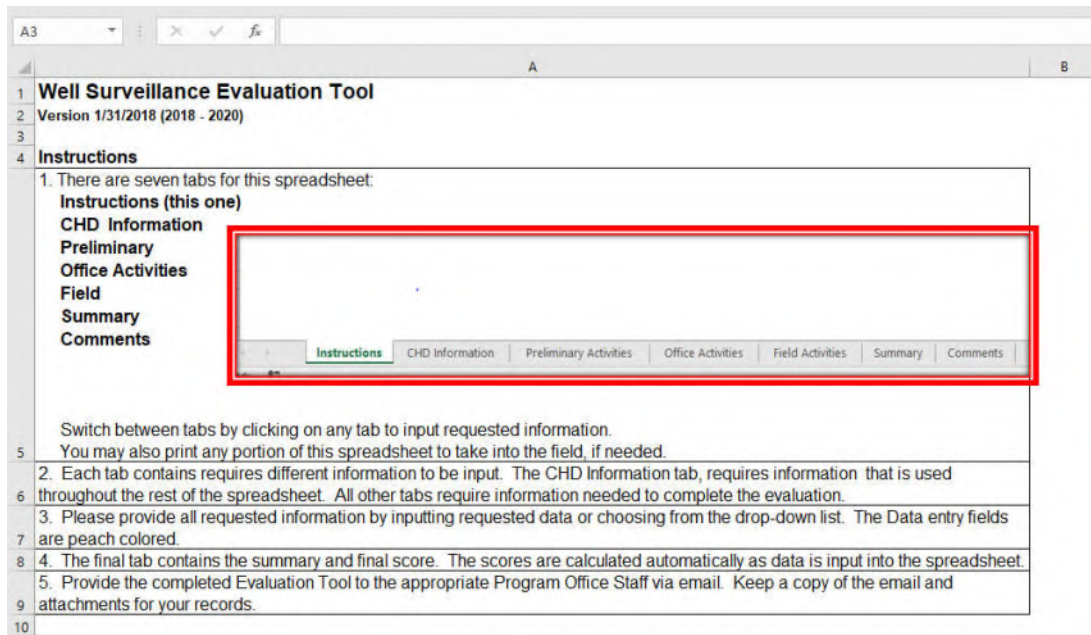 A3
fx
A B
1 Well Surveillance Evaluation Tool
2 Version 1/31/2018 (2018 - 2020)
3
4 Instructions
1. There are seven tabs for this spreadsheet:
Instructions (this one)
CHD Information
Preliminary
Office Activities
Field
Summary
Comments
Instructions CHD Information Preliminary Activities Office Activities Field Activities Summary Comments
Switch between tabs by clicking on any tab to input requested information.
5 You may also print any portion of this spreadsheet to take into the field, if needed.
2. Each tab contains requires different information to be input. The CHD Information tab, requires information that is used
6 throughout the rest of the spreadsheet. All other tabs require information needed to complete the evaluation.
3. Please provide all requested information by inputting requested data or choosing from the drop-down list. The Data entry fields
7 are peach colored.
8 4. The final tab contains the summary and final score. The scores are calculated automatically as data is input into the spreadsheet.
5. Provide the completed Evaluation Tool to the appropriate Program Office Staff via email. Keep a copy of the email and
9 attachments for your records.
10